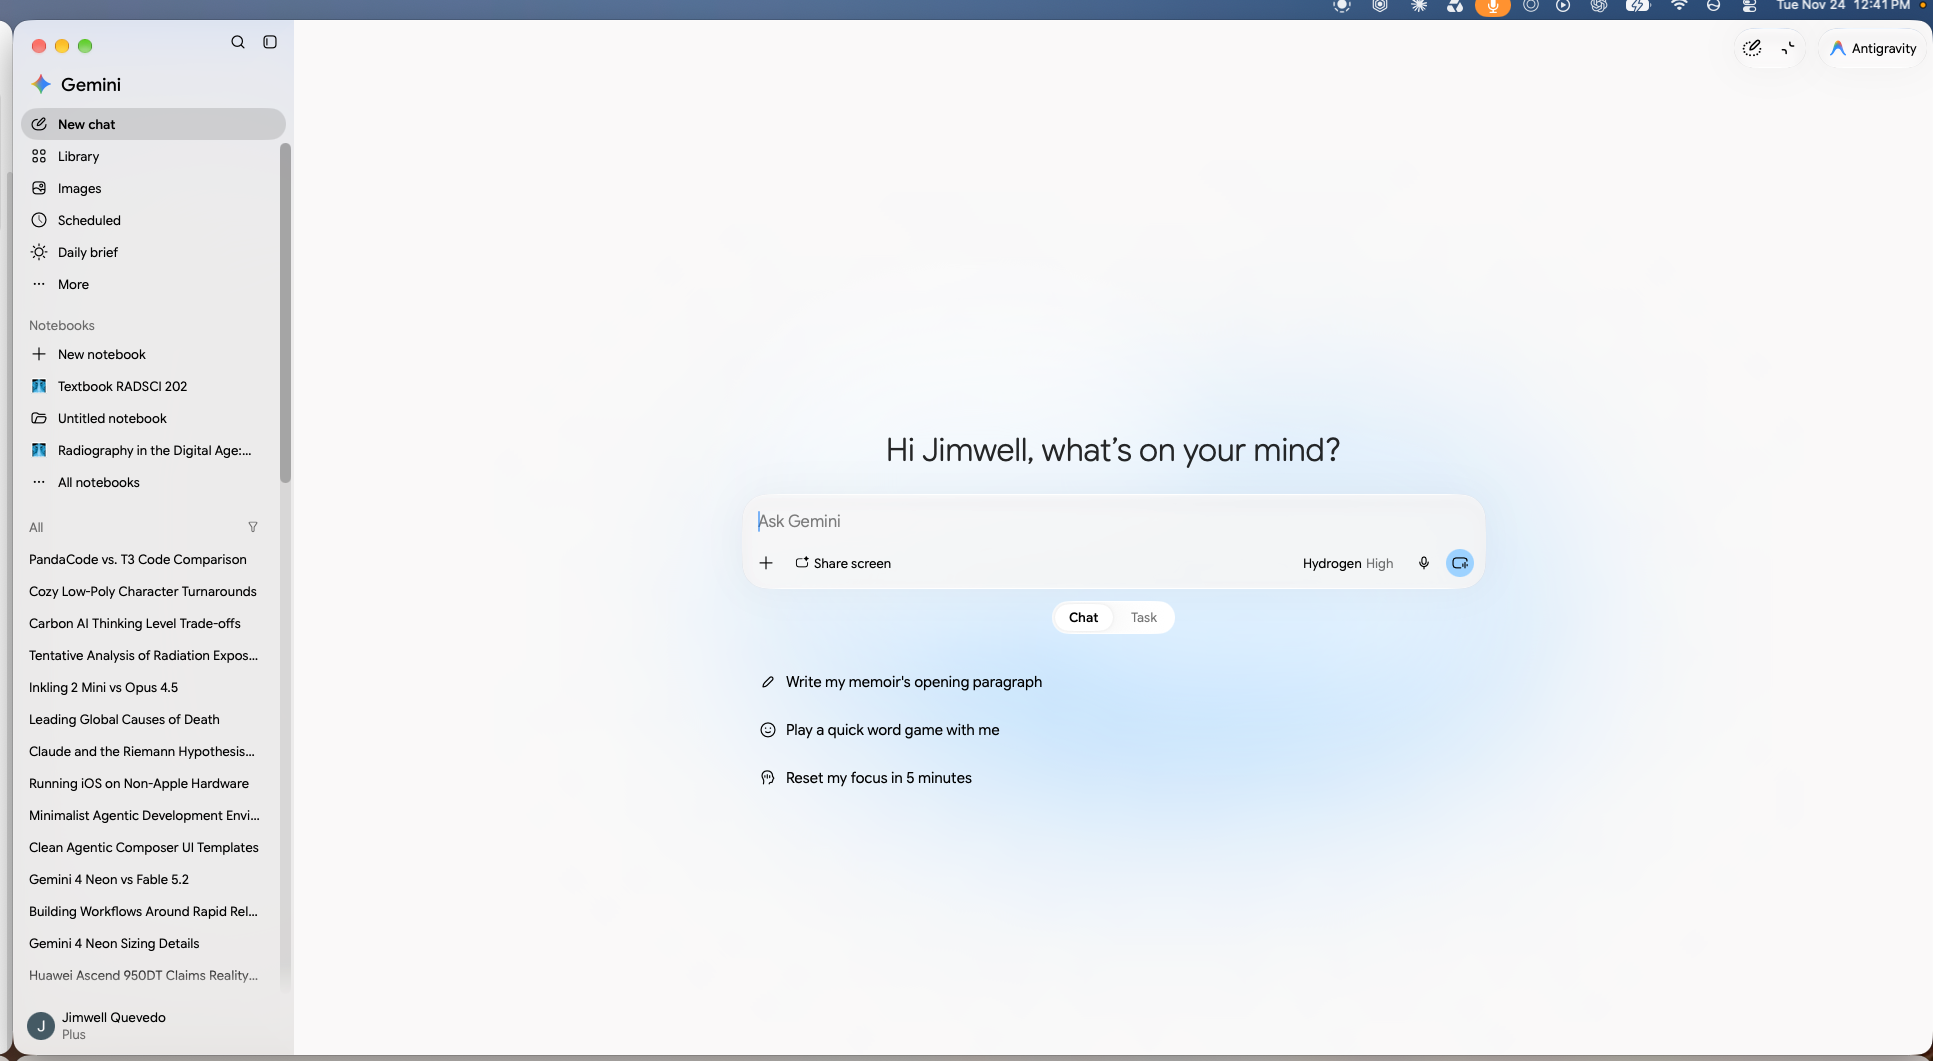 Tue Nov 24 12:41 PM
Gemini
New chat
Library
Images
Scheduled
Daily brief
More
Notebooks
New notebook
Textbook RADSCI 202
Untitled notebook
Radiography in the Digital Age:...
All notebooks
All
PandaCode vs. T3 Code Comparison
Cozy Low-Poly Character Turnarounds
Carbon AI Thinking Level Trade-offs
Tentative Analysis of Radiation Expos...
Inkling 2 Mini vs Opus 4.5
Leading Global Causes of Death
Claude and the Riemann Hypothesis...
Running iOS on Non-Apple Hardware
Minimalist Agentic Development Envi...
Clean Agentic Composer UI Templates
Gemini 4 Neon vs Fable 5.2
Building Workflows Around Rapid Rel...
Gemini 4 Neon Sizing Details
Huawei Ascend 950DT Claims Reality...
J
Jimwell Quevedo
Plus
Antigravity
Hi Jimwell, what’s on your mind?
Ask Gemini
Share screen
Hydrogen High
Chat Task
Write my memoir's opening paragraph
Play a quick word game with me
Reset my focus in 5 minutes